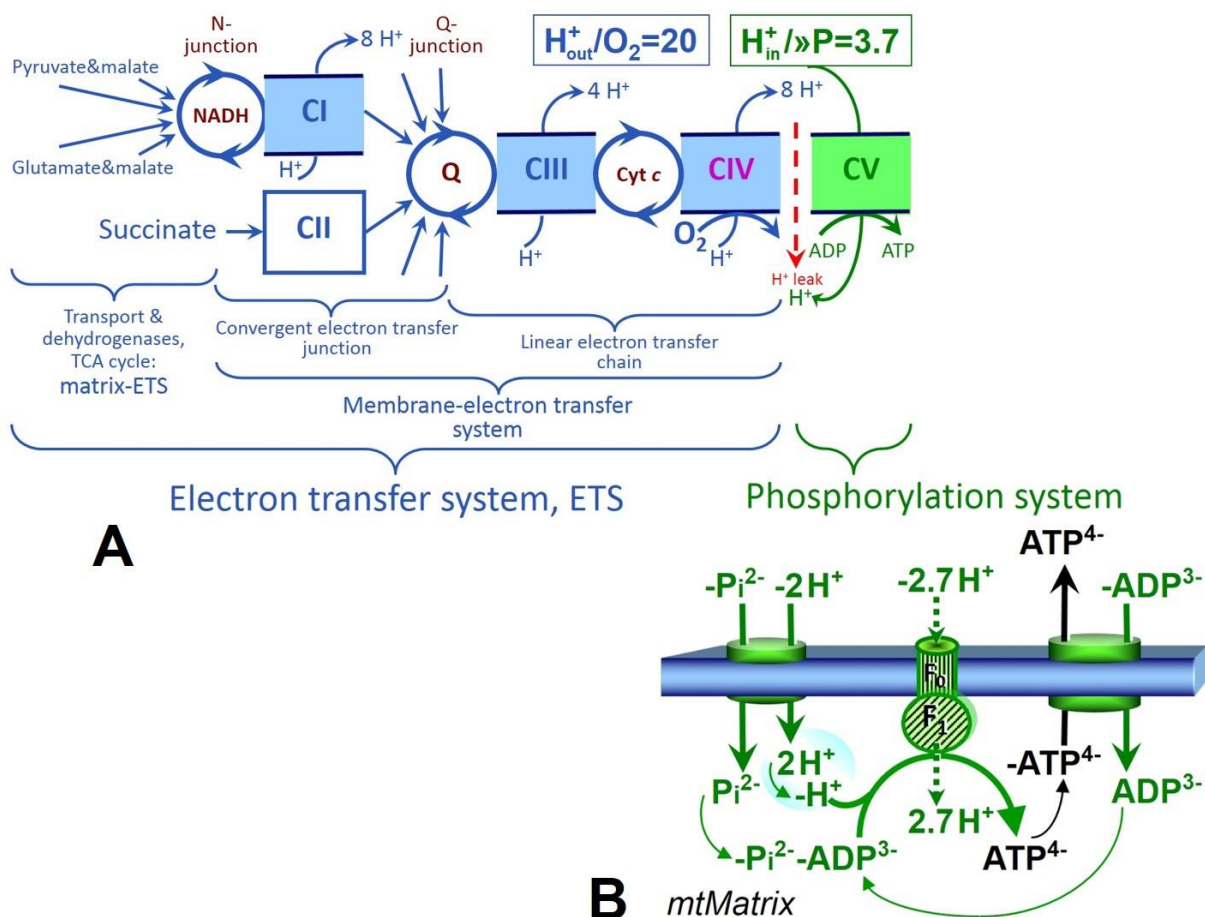 N-
junction
8 H⁺
Q-
junction
H⁺out/O₂=20
H⁺in/»P=3.7
Pyruvate&malate
NADH
CI
4 H⁺
8 H⁺
Glutamate&malate
H⁺
Q
CIII
Cyt c
CIV
CV
Succinate
CII
H⁺
O₂
H⁺
ADP
ATP
H⁺ leak
H⁺
Transport &
dehydrogenases,
TCA cycle:
matrix-ETS
Convergent electron transfer
junction
Linear electron transfer
chain
Membrane-electron transfer
system
Electron transfer system, ETS
Phosphorylation system
A
ATP⁴⁻
-Pi²⁻
-2H⁺
-2.7H⁺
-ADP³⁻
F₀
F₁
2H⁺
-H⁺
Pi²⁻
2.7H⁺
-ATP⁴⁻
ADP³⁻
-Pi²⁻-ADP³⁻
ATP⁴⁻
B
mtMatrix